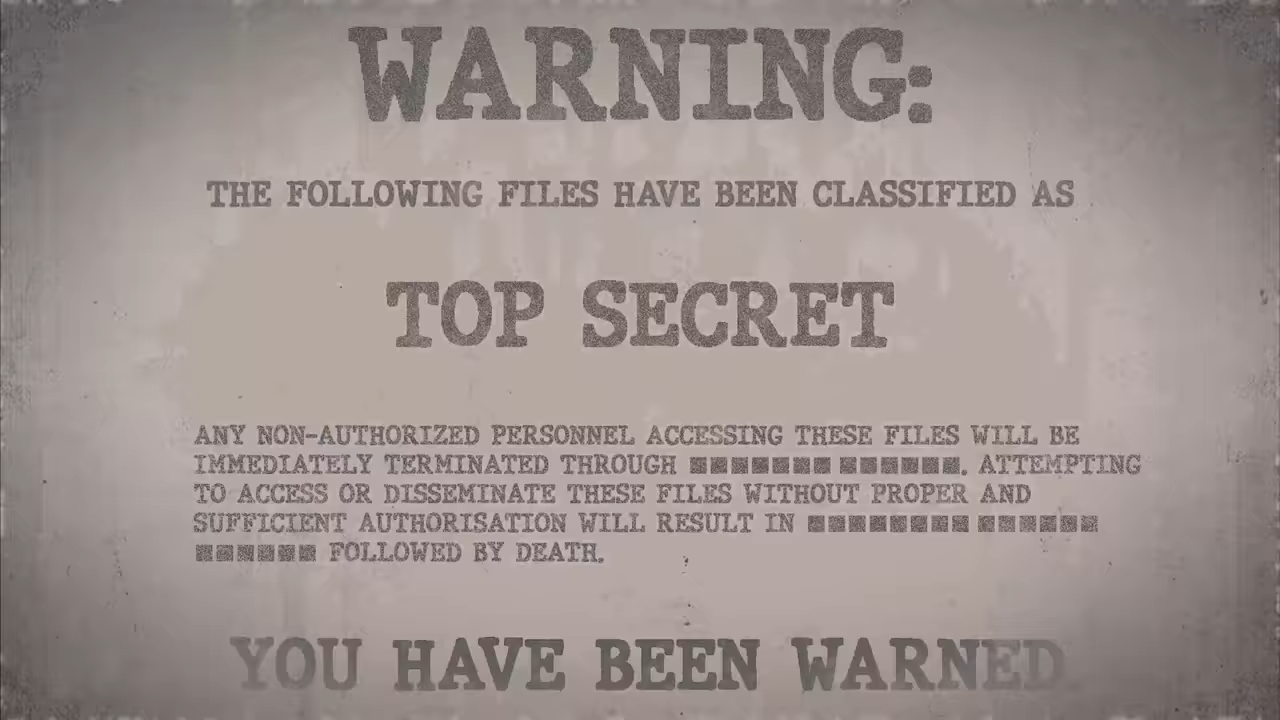 WARNING:
THE FOLLOWING FILES HAVE BEEN CLASSIFIED AS
TOP SECRET
ANY NON-AUTHORIZED PERSONNEL ACCESSING THESE FILES WILL BE
IMMEDIATELY TERMINATED THROUGH ■■■■■■■ ■■■■■■. ATTEMPTING
TO ACCESS OR DISSEMINATE THESE FILES WITHOUT PROPER AND
SUFFICIENT AUTHORISATION WILL RESULT IN ■■■■■■■■ ■■■■■■
■■■■■■ FOLLOWED BY DEATH.
YOU HAVE BEEN WARNED.